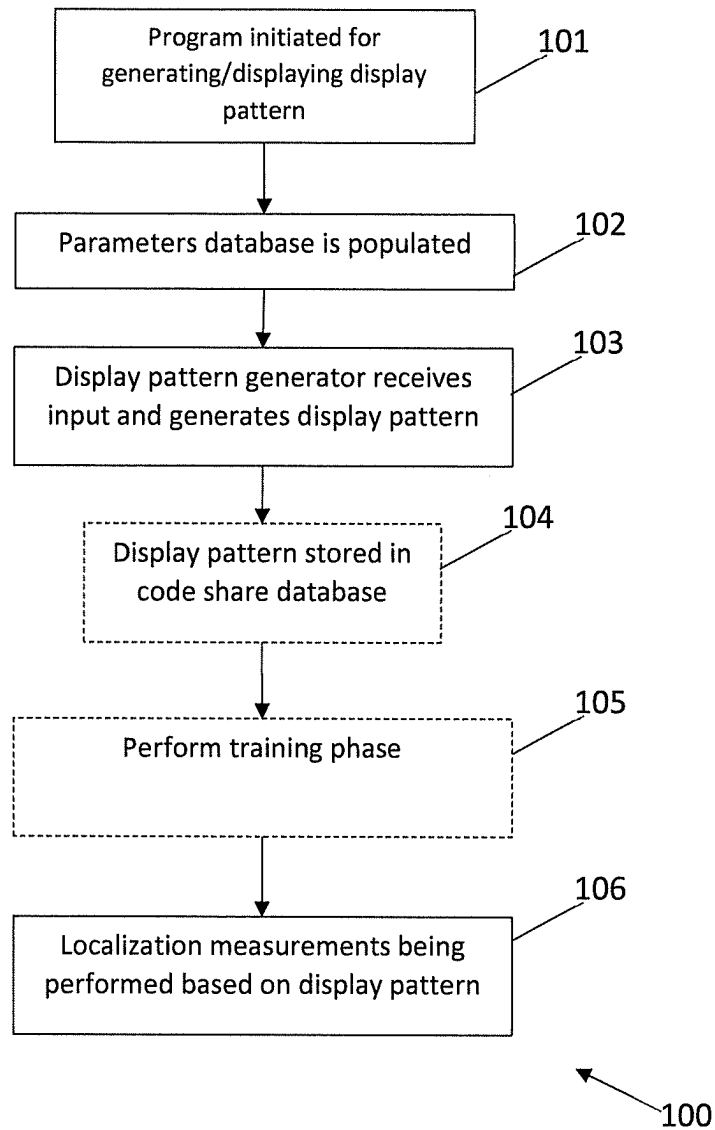 Program initiated for
generating/displaying display
pattern
101
Parameters database is populated
102
Display pattern generator receives
input and generates display pattern
103
Display pattern stored in
code share database
104
Perform training phase
105
Localization measurements being
performed based on display pattern
106
100